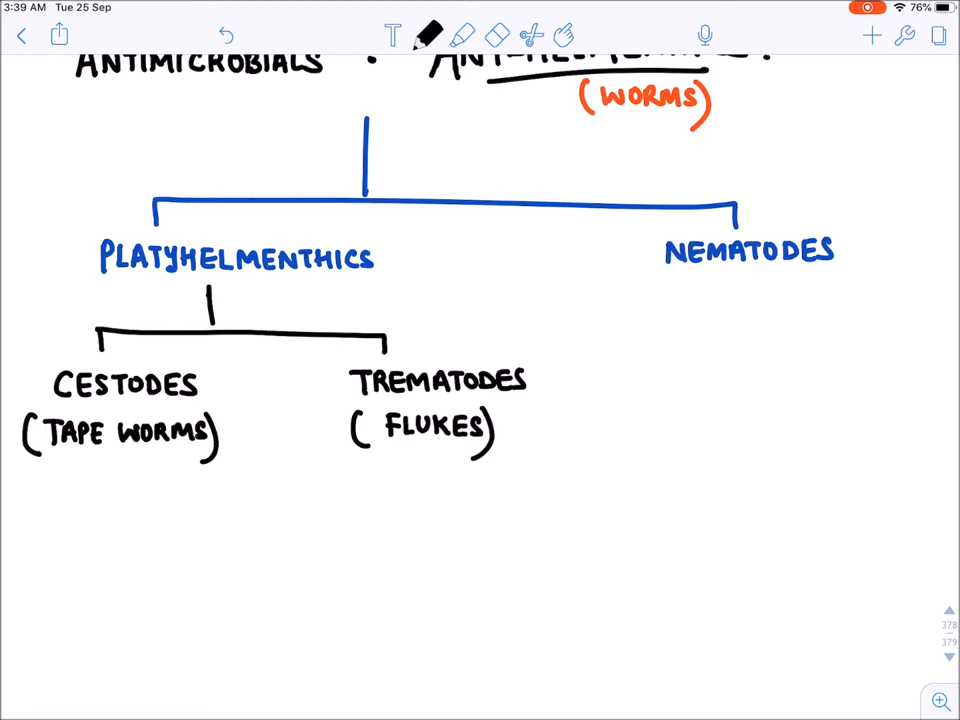 3:39 AM Tue 25 Sep 76%
T
ANTIMICROBIALS :
(WORMS)
PLATYHELMENTHICS NEMATODES
CESTODES TREMATODES
(TAPE WORMS) (FLUKES)
378
379